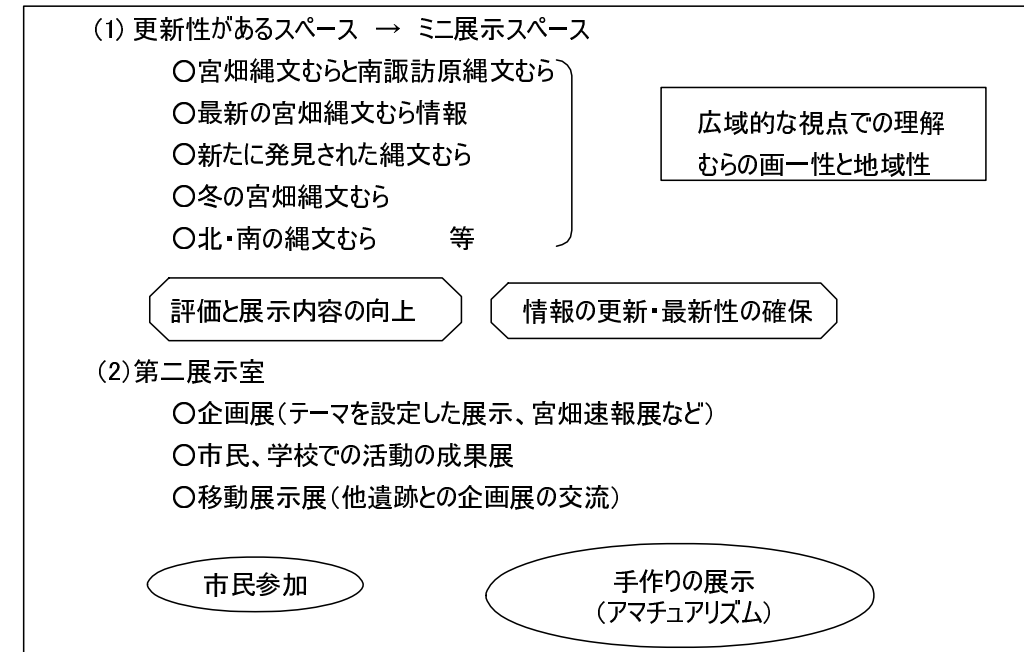 (1) 更新性があるスペース → ミニ展示スペース
○宮畑縄文むらと南諏訪原縄文むら
○最新の宮畑縄文むら情報
○新たに発見された縄文むら
○冬の宮畑縄文むら
○北・南の縄文むら　　等
広域的な視点での理解
むらの画一性と地域性
評価と展示内容の向上
情報の更新・最新性の確保
(2)第二展示室
○企画展(テーマを設定した展示、宮畑速報展など)
○市民、学校での活動の成果展
○移動展示展(他遺跡との企画展の交流)
市民参加
手作りの展示
(アマチュアリズム)